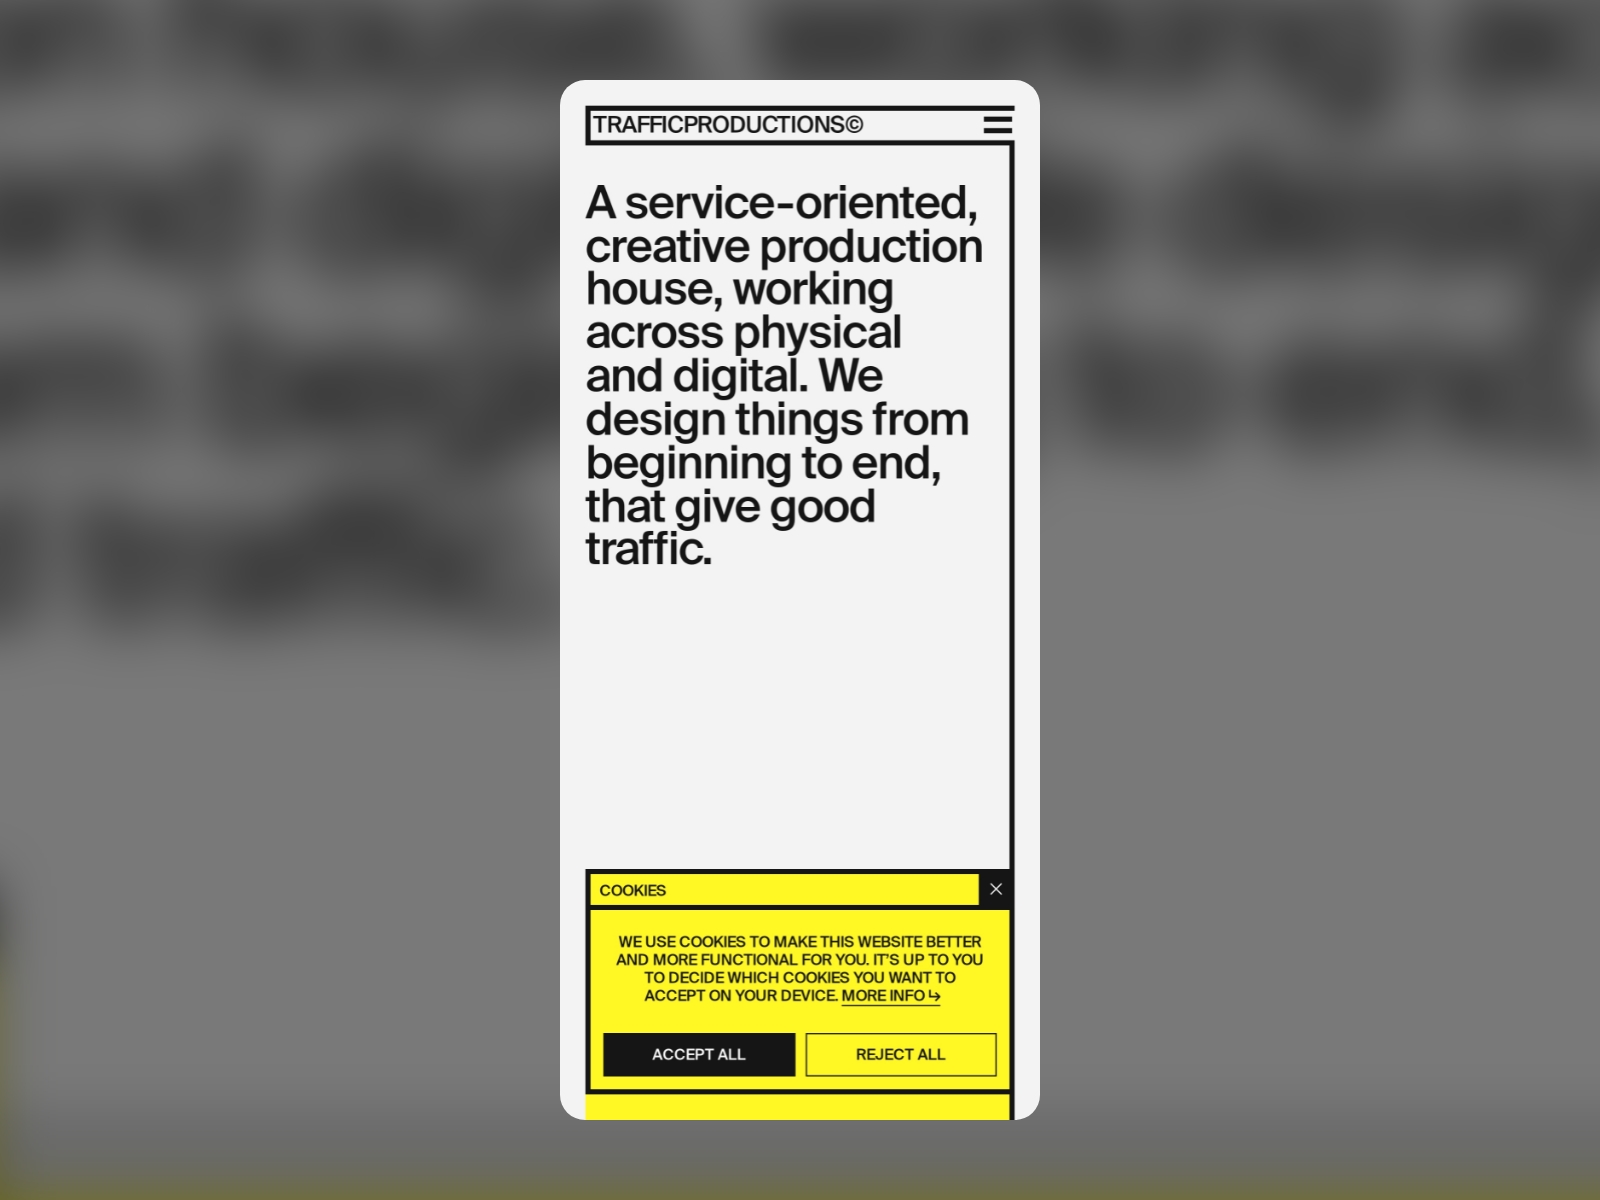 TRAFFICPRODUCTIONS©
A service-oriented,
creative production
house, working
across physical
and digital. We
design things from
beginning to end,
that give good
traffic.
COOKIES
WE USE COOKIES TO MAKE THIS WEBSITE BETTER
AND MORE FUNCTIONAL FOR YOU. IT'S UP TO YOU
TO DECIDE WHICH COOKIES YOU WANT TO
ACCEPT ON YOUR DEVICE. MORE INFO ↳
ACCEPT ALL
REJECT ALL